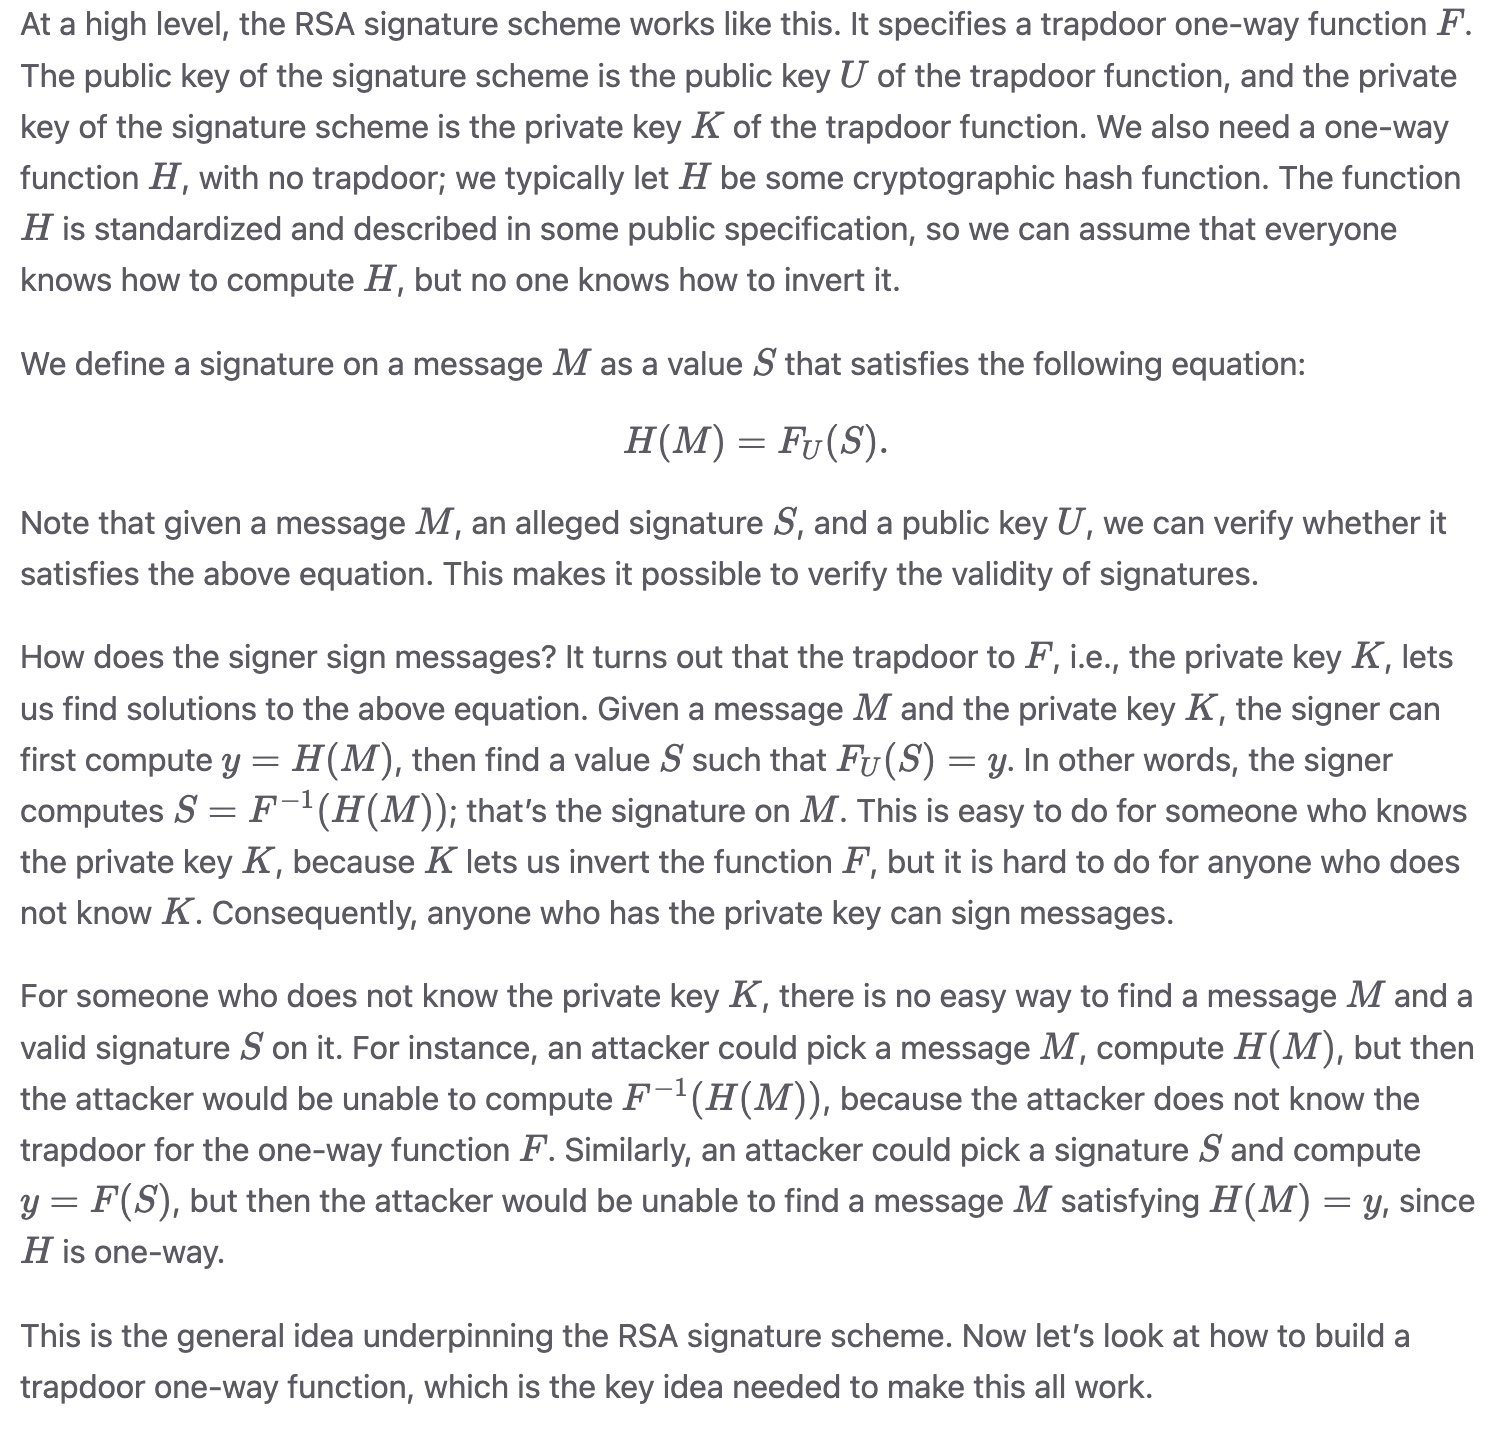 At a high level, the RSA signature scheme works like this. It specifies a trapdoor one-way function F.
The public key of the signature scheme is the public key U of the trapdoor function, and the private
key of the signature scheme is the private key K of the trapdoor function. We also need a one-way
function H, with no trapdoor; we typically let H be some cryptographic hash function. The function
H is standardized and described in some public specification, so we can assume that everyone
knows how to compute H, but no one knows how to invert it.
We define a signature on a message M as a value S that satisfies the following equation:
H(M) = F_U(S).
Note that given a message M, an alleged signature S, and a public key U, we can verify whether it
satisfies the above equation. This makes it possible to verify the validity of signatures.
How does the signer sign messages? It turns out that the trapdoor to F, i.e., the private key K, lets
us find solutions to the above equation. Given a message M and the private key K, the signer can
first compute y = H(M), then find a value S such that F_U(S) = y. In other words, the signer
computes S = F⁻¹(H(M)); that's the signature on M. This is easy to do for someone who knows
the private key K, because K lets us invert the function F, but it is hard to do for anyone who does
not know K. Consequently, anyone who has the private key can sign messages.
For someone who does not know the private key K, there is no easy way to find a message M and a
valid signature S on it. For instance, an attacker could pick a message M, compute H(M), but then
the attacker would be unable to compute F⁻¹(H(M)), because the attacker does not know the
trapdoor for the one-way function F. Similarly, an attacker could pick a signature S and compute
y = F(S), but then the attacker would be unable to find a message M satisfying H(M) = y, since
H is one-way.
This is the general idea underpinning the RSA signature scheme. Now let's look at how to build a
trapdoor one-way function, which is the key idea needed to make this all work.